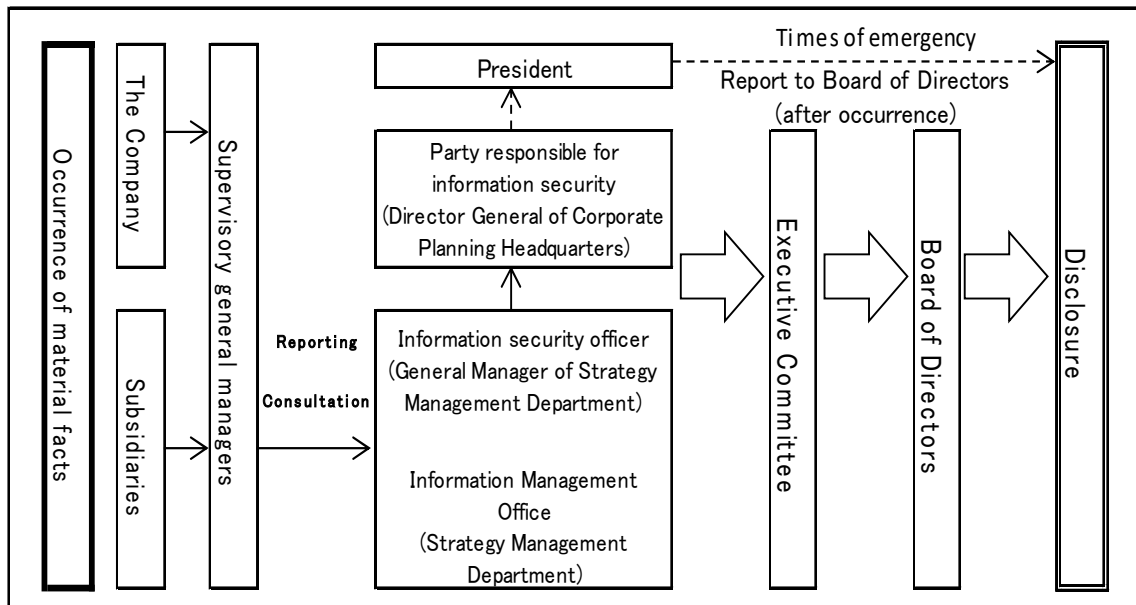 Occurrence of material facts
The Company
Subsidiaries
Supervisory general managers
Reporting
Consultation
President
Party responsible for
information security
(Director General of Corporate
Planning Headquarters)
Information security officer
(General Manager of Strategy
Management Department)
Information Management
Office
(Strategy Management
Department)
Times of emergency
Report to Board of Directors
(after occurrence)
Executive Committee
Board of Directors
Disclosure